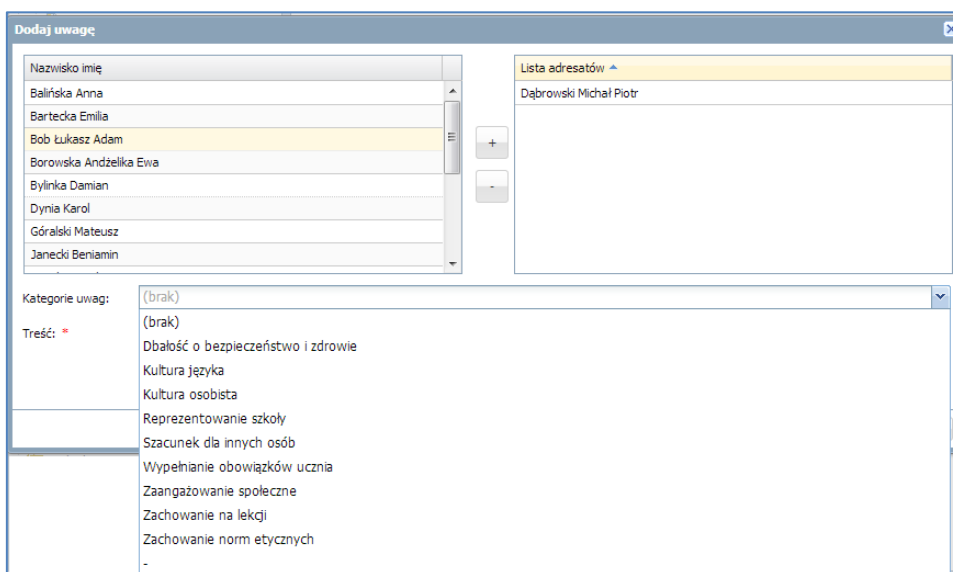 Dodaj uwagę
Nazwisko imię
Balińska Anna
Bartecka Emilia
Bob Łukasz Adam
Borowska Andżelika Ewa
Bylinka Damian
Dynia Karol
Góralski Mateusz
Janecki Beniamin
+
-
Lista adresatów
Dąbrowski Michał Piotr
Kategorie uwag:
(brak)
Treść: *
(brak)
Dbałość o bezpieczeństwo i zdrowie
Kultura języka
Kultura osobista
Reprezentowanie szkoły
Szacunek dla innych osób
Wypełnianie obowiązków ucznia
Zaangażowanie społeczne
Zachowanie na lekcji
Zachowanie norm etycznych
-